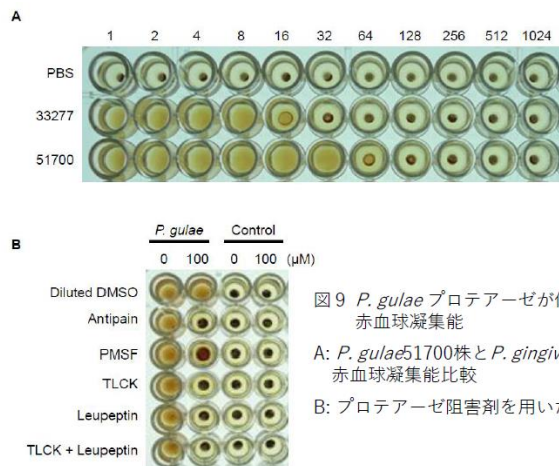 A
1 2 4 8 16 32 64 128 256 512 1024
PBS
33277
51700
B
P. gulae Control
0 100 0 100 (μM)
Diluted DMSO
Antipain
PMSF
TLCK
Leupeptin
TLCK + Leupeptin
図9 P. gulae プロテアーゼが
赤血球凝集能
A: P. gulae51700株と
赤血球凝集能比較
B: プロテアーゼ阻害剤を用い